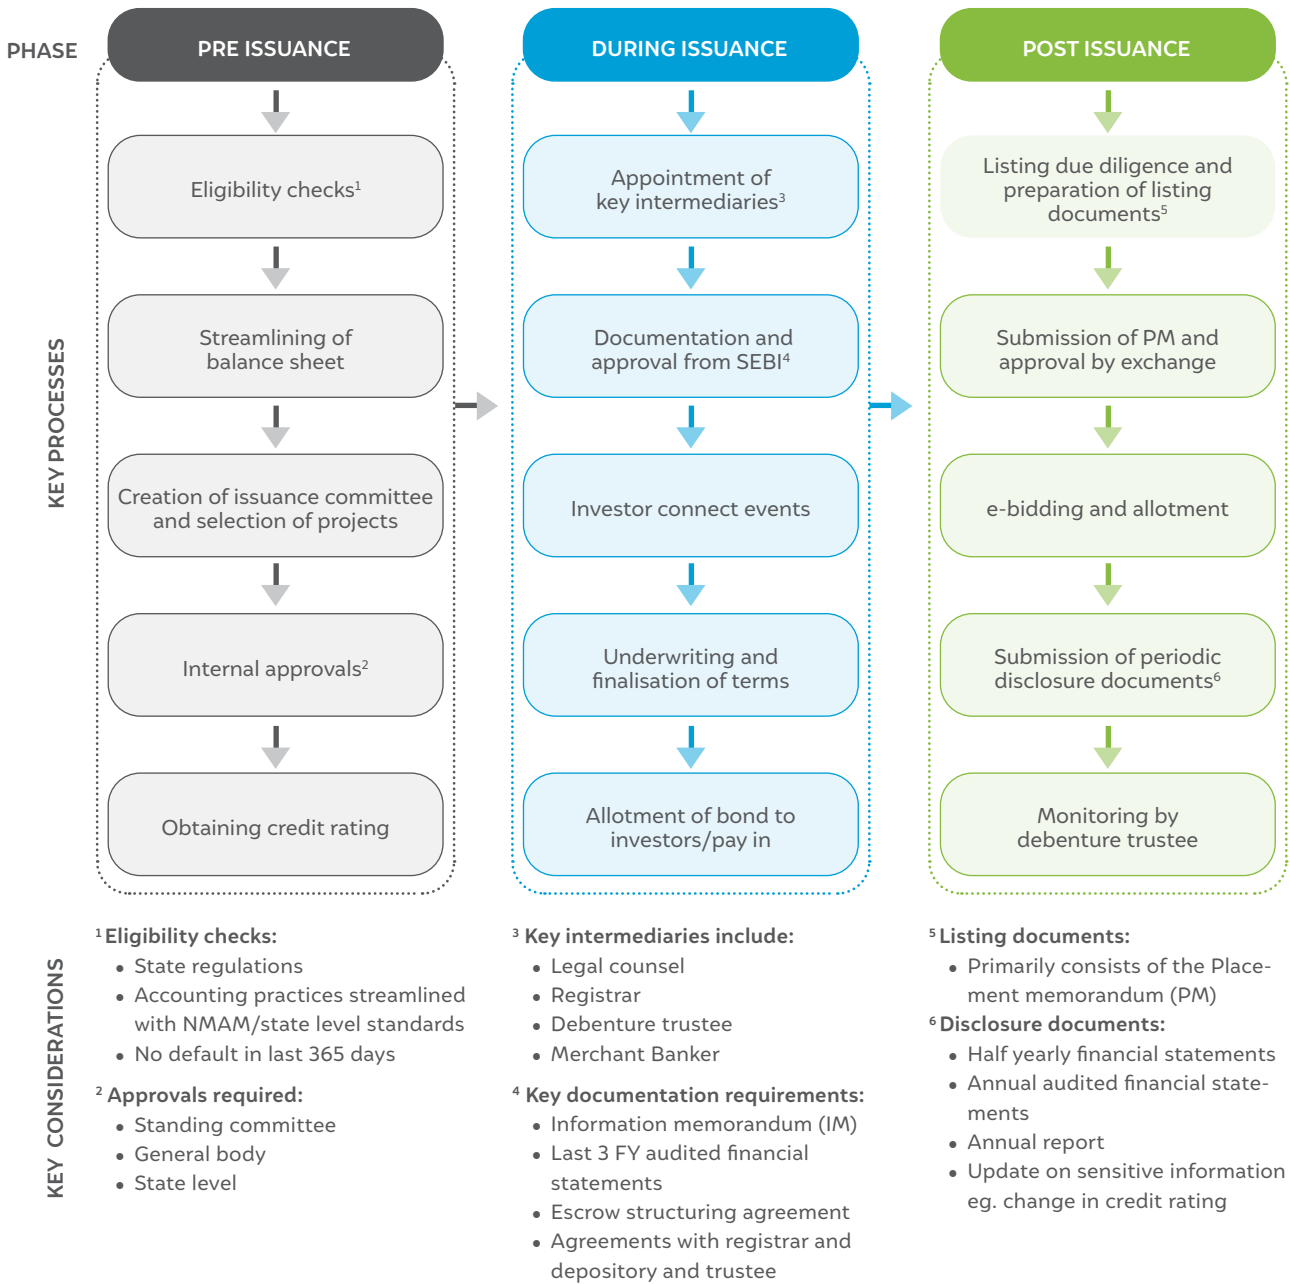 PHASE
PRE ISSUANCE
Eligibility checks¹
Streamlining of
balance sheet
Creation of issuance committee
and selection of projects
Internal approvals²
Obtaining credit rating
DURING ISSUANCE
Appointment of
key intermediaries³
Documentation and
approval from SEBI⁴
Investor connect events
Underwriting and
finalisation of terms
Allotment of bond to
investors/pay in
POST ISSUANCE
Listing due diligence and
preparation of listing
documents⁵
Submission of PM and
approval by exchange
e-bidding and allotment
Submission of periodic
disclosure documents⁶
Monitoring by
debenture trustee
KEY PROCESSES
KEY CONSIDERATIONS
¹ Eligibility checks:
• State regulations
• Accounting practices streamlined
with NMAM/state level standards
• No default in last 365 days
² Approvals required:
• Standing committee
• General body
• State level
³ Key intermediaries include:
• Legal counsel
• Registrar
• Debenture trustee
• Merchant Banker
⁴ Key documentation requirements:
• Information memorandum (IM)
• Last 3 FY audited financial
statements
• Escrow structuring agreement
• Agreements with registrar and
depository and trustee
⁵ Listing documents:
• Primarily consists of the Place-
ment memorandum (PM)
⁶ Disclosure documents:
• Half yearly financial statements
• Annual audited financial state-
ments
• Annual report
• Update on sensitive information
eg. change in credit rating